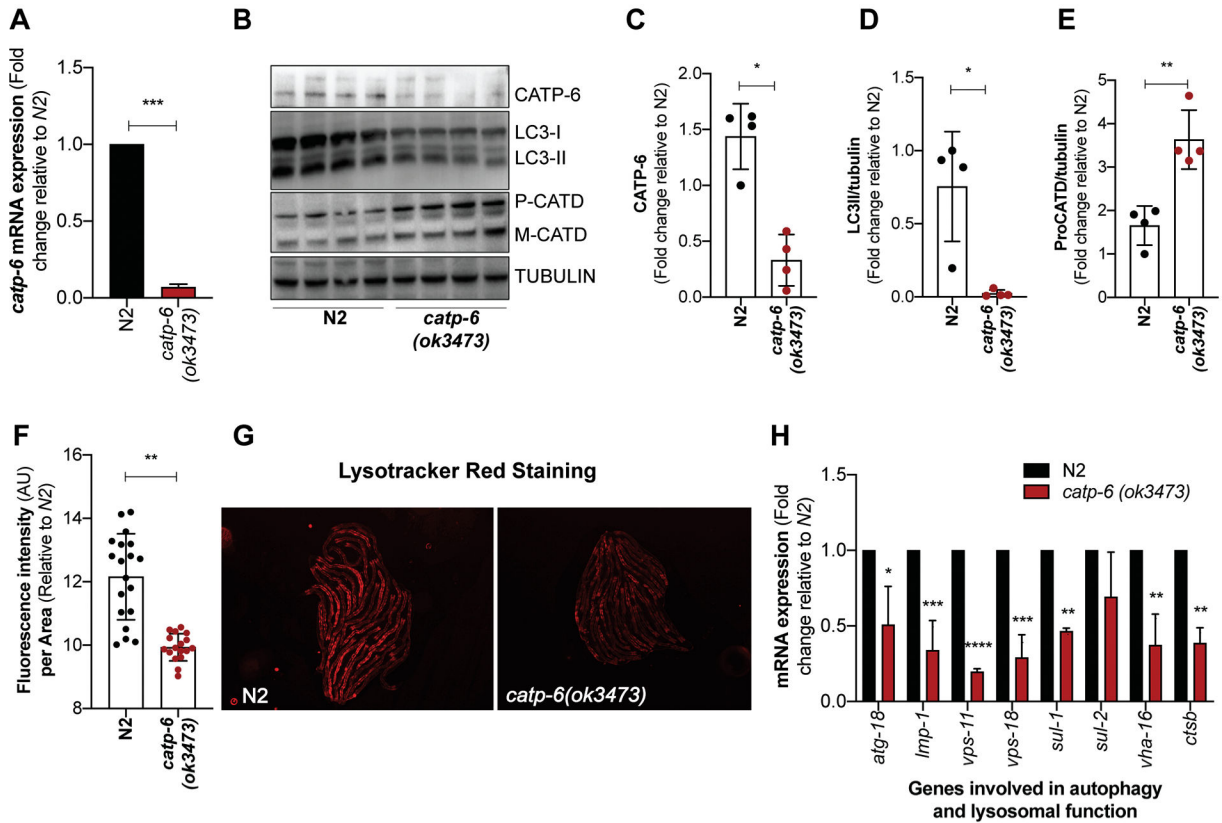 A
catp-6 mRNA expression (Fold
change relative to N2)
1.5
1.0
0.5
0.0
***
N2
catp-6
(ok3473)
B
CATP-6
LC3-I
LC3-II
P-CATD
M-CATD
TUBULIN
N2
catp-6
(ok3473)
C
CATP-6
(Fold change relative to N2)
2.0
1.5
1.0
0.5
0.0
*
N2
catp-6
(ok3473)
D
LC3II/tubulin
(Fold change relative to N2)
1.5
1.0
0.5
0.0
*
N2
catp-6
(ok3473)
E
ProCATD/tubulin
(Fold change relative to N2)
5
4
3
2
1
0
**
N2
catp-6
(ok3473)
F
Fluorescence intensity (AU)
per Area (Relative to N2)
16
14
12
10
8
**
N2
catp-6
(ok3473)
G
Lysotracker Red Staining
N2
catp-6(ok3473)
H
mRNA expression (Fold
change relative to N2)
1.5
1.0
0.5
0.0
N2
catp-6 (ok3473)
*
***
****
***
**
**
**
atg-18
lmp-1
vps-11
vps-18
sul-1
sul-2
vha-16
ctsb
Genes involved in autophagy
and lysosomal function